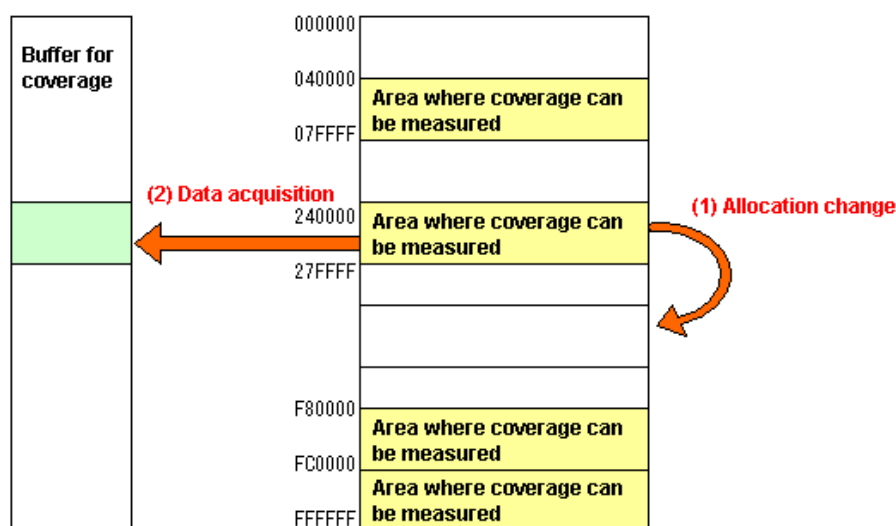 Buffer for
coverage
000000
040000
Area where coverage can
be measured
07FFFF
(2) Data acquisition
240000
Area where coverage can
be measured
(1) Allocation change
27FFFF
F80000
Area where coverage can
be measured
FC0000
Area where coverage can
be measured
FFFFFF